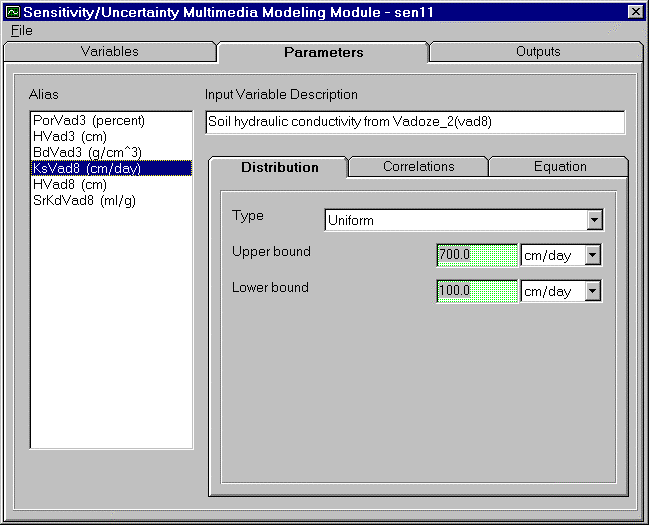 Sensitivity/Uncertainty Multimedia Modeling Module - sen11
File
Variables Parameters Outputs
Alias Input Variable Description
Soil hydraulic conductivity from Vadoze_2(vad8)
PorVad3 (percent)
HVad3 (cm)
BdVad3 (g/cm^3)
KsVad8 (cm/day)
HVad8 (cm)
SrKdVad8 (ml/g)
Distribution Correlations Equation
Type Uniform
Upper bound 700.0 cm/day
Lower bound 100.0 cm/day